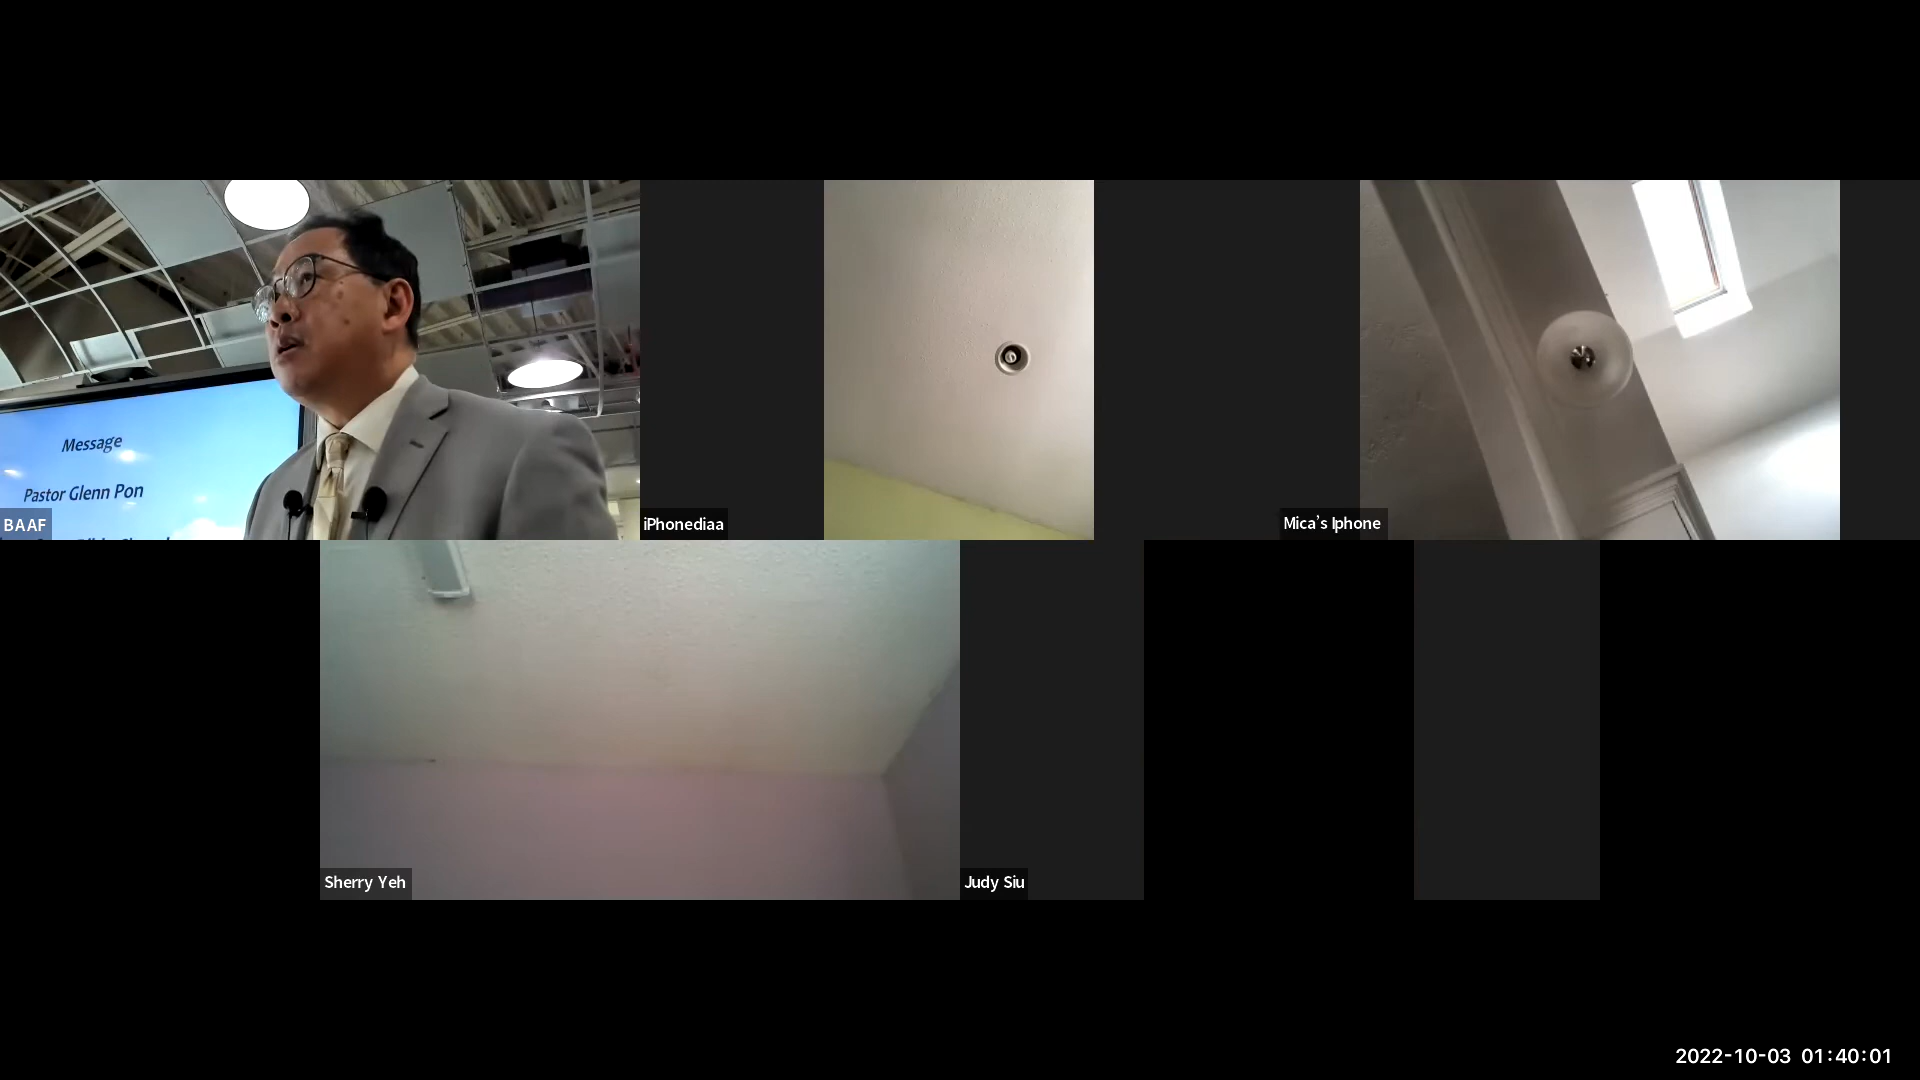 Message
Pastor Glenn Pon
BAAF
iPhonediaa
Mica's Iphone
Sherry Yeh
Judy Siu
2022-10-03 01:40:01